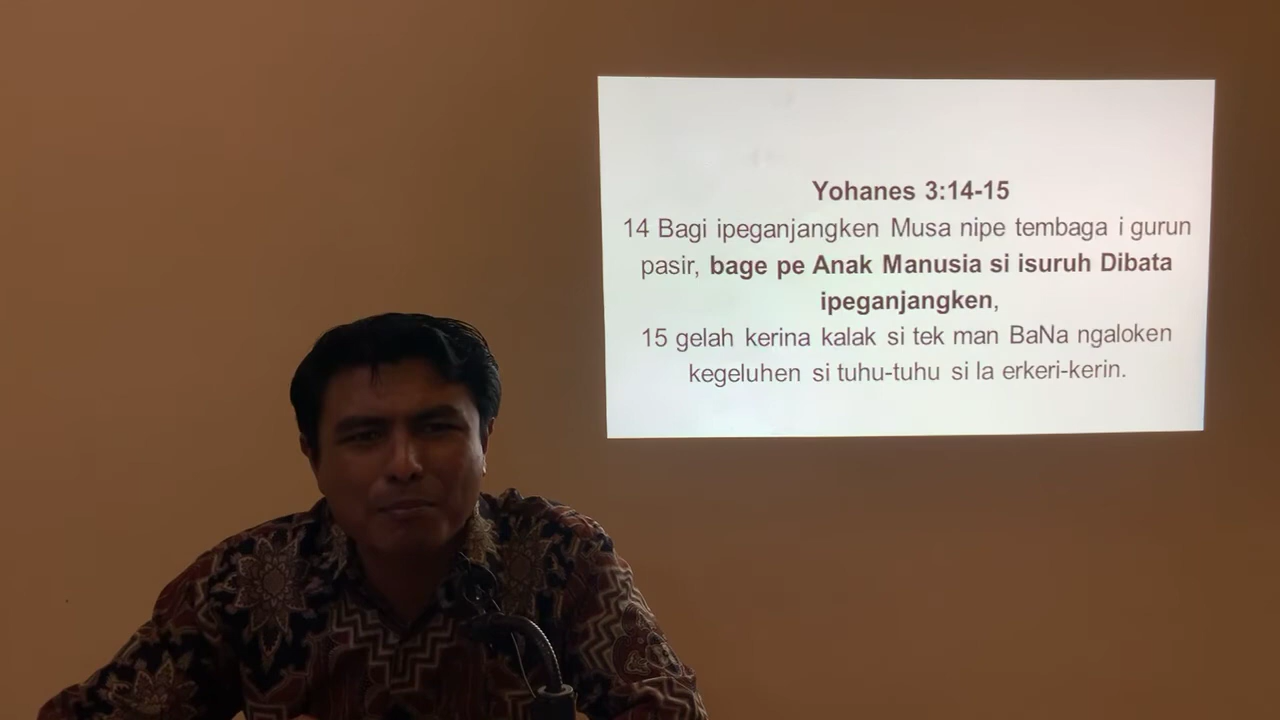 Yohanes 3:14-15
14 Bagi ipeganjangken Musa nipe tembaga i gurun
pasir, bage pe Anak Manusia si isuruh Dibata
ipeganjangken,
15 gelah kerina kalak si tek man BaNa ngaloken
kegeluhen si tuhu-tuhu si la erkeri-kerin.